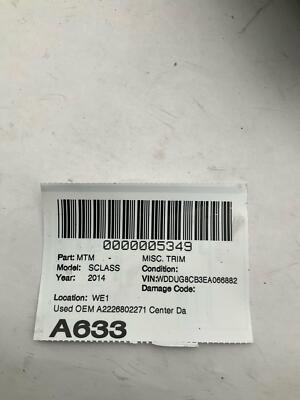 0000005349
Part: MTM - MISC. TRIM
Model: SCLASS Condition:
Year: 2014 VIN:WDDUG8CB3EA066882
Damage Code:
Location: WE1
Used OEM A2226802271 Center Da
A633